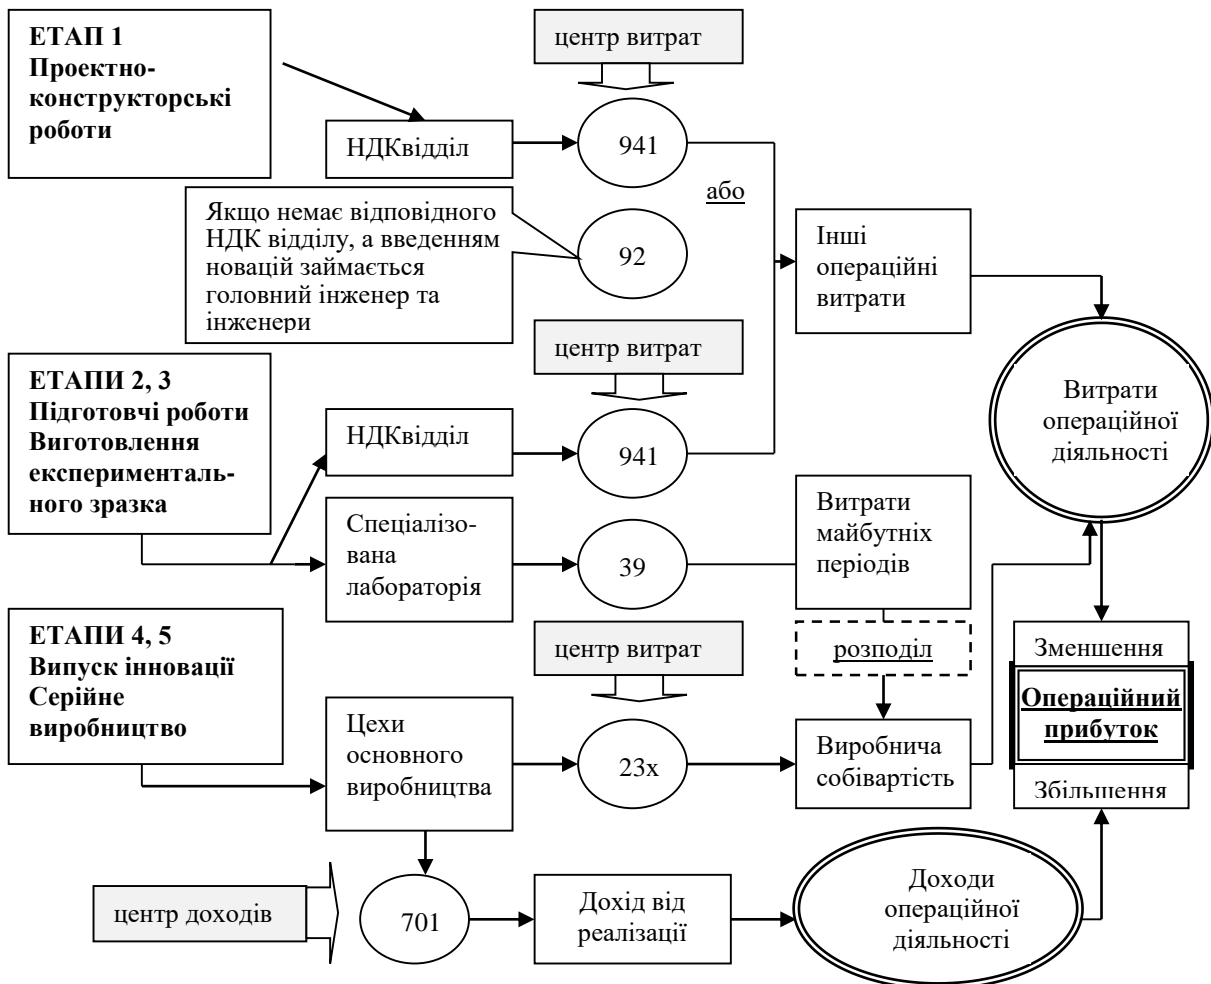 ЕТАП 1
Проектно-
конструкторські
роботи
центр витрат
НДКвідділ
941
або
Якщо немає відповідного
НДК відділу, а введенням
новацій займається
головний інженер та
інженери
92
Інші
операційні
витрати
центр витрат
ЕТАПИ 2, 3
Підготовчі роботи
Виготовлення
експерименталь-
ного зразка
НДКвідділ
941
Витрати
операційної
діяльності
Спеціалізо-
вана
лабораторія
39
Витрати
майбутніх
періодів
ЕТАПИ 4, 5
Випуск інновації
Серійне
виробництво
центр витрат
розподіл
Зменшення
Операційний
прибуток
Збільшення
Цехи
основного
виробництва
23х
Виробнича
собівартість
центр доходів
701
Дохід від
реалізації
Доходи
операційної
діяльності